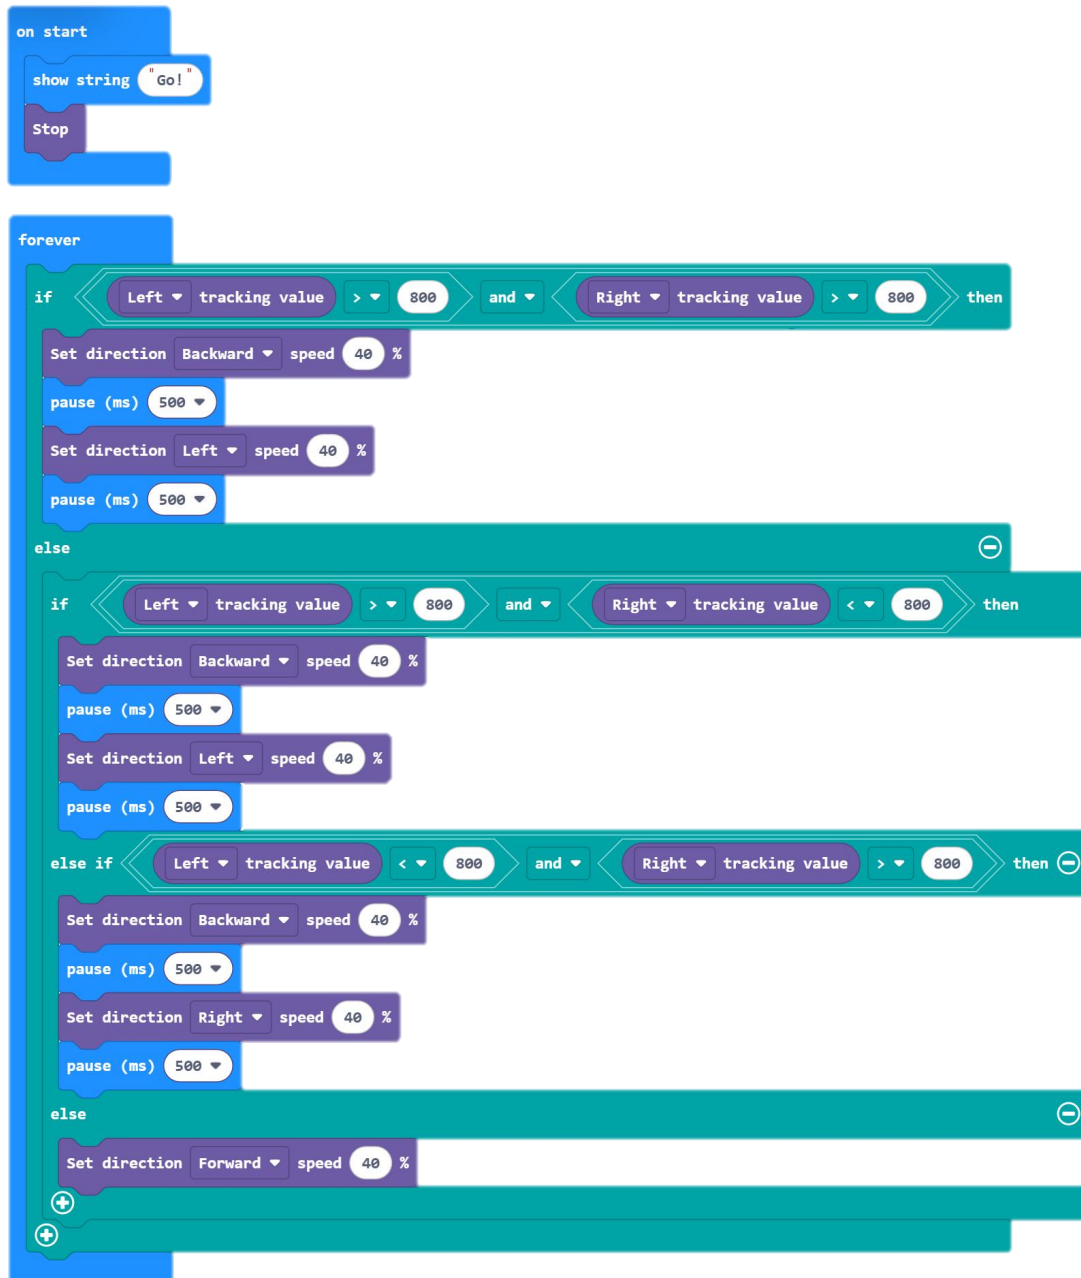 on start
show string "Go!"
Stop
forever
if Left tracking value > 800 and Right tracking value > 800 then
Set direction Backward speed 40 %
pause (ms) 500
Set direction Left speed 40 %
pause (ms) 500
else
if Left tracking value > 800 and Right tracking value < 800 then
Set direction Backward speed 40 %
pause (ms) 500
Set direction Left speed 40 %
pause (ms) 500
else if Left tracking value < 800 and Right tracking value > 800 then
Set direction Backward speed 40 %
pause (ms) 500
Set direction Right speed 40 %
pause (ms) 500
else
Set direction Forward speed 40 %